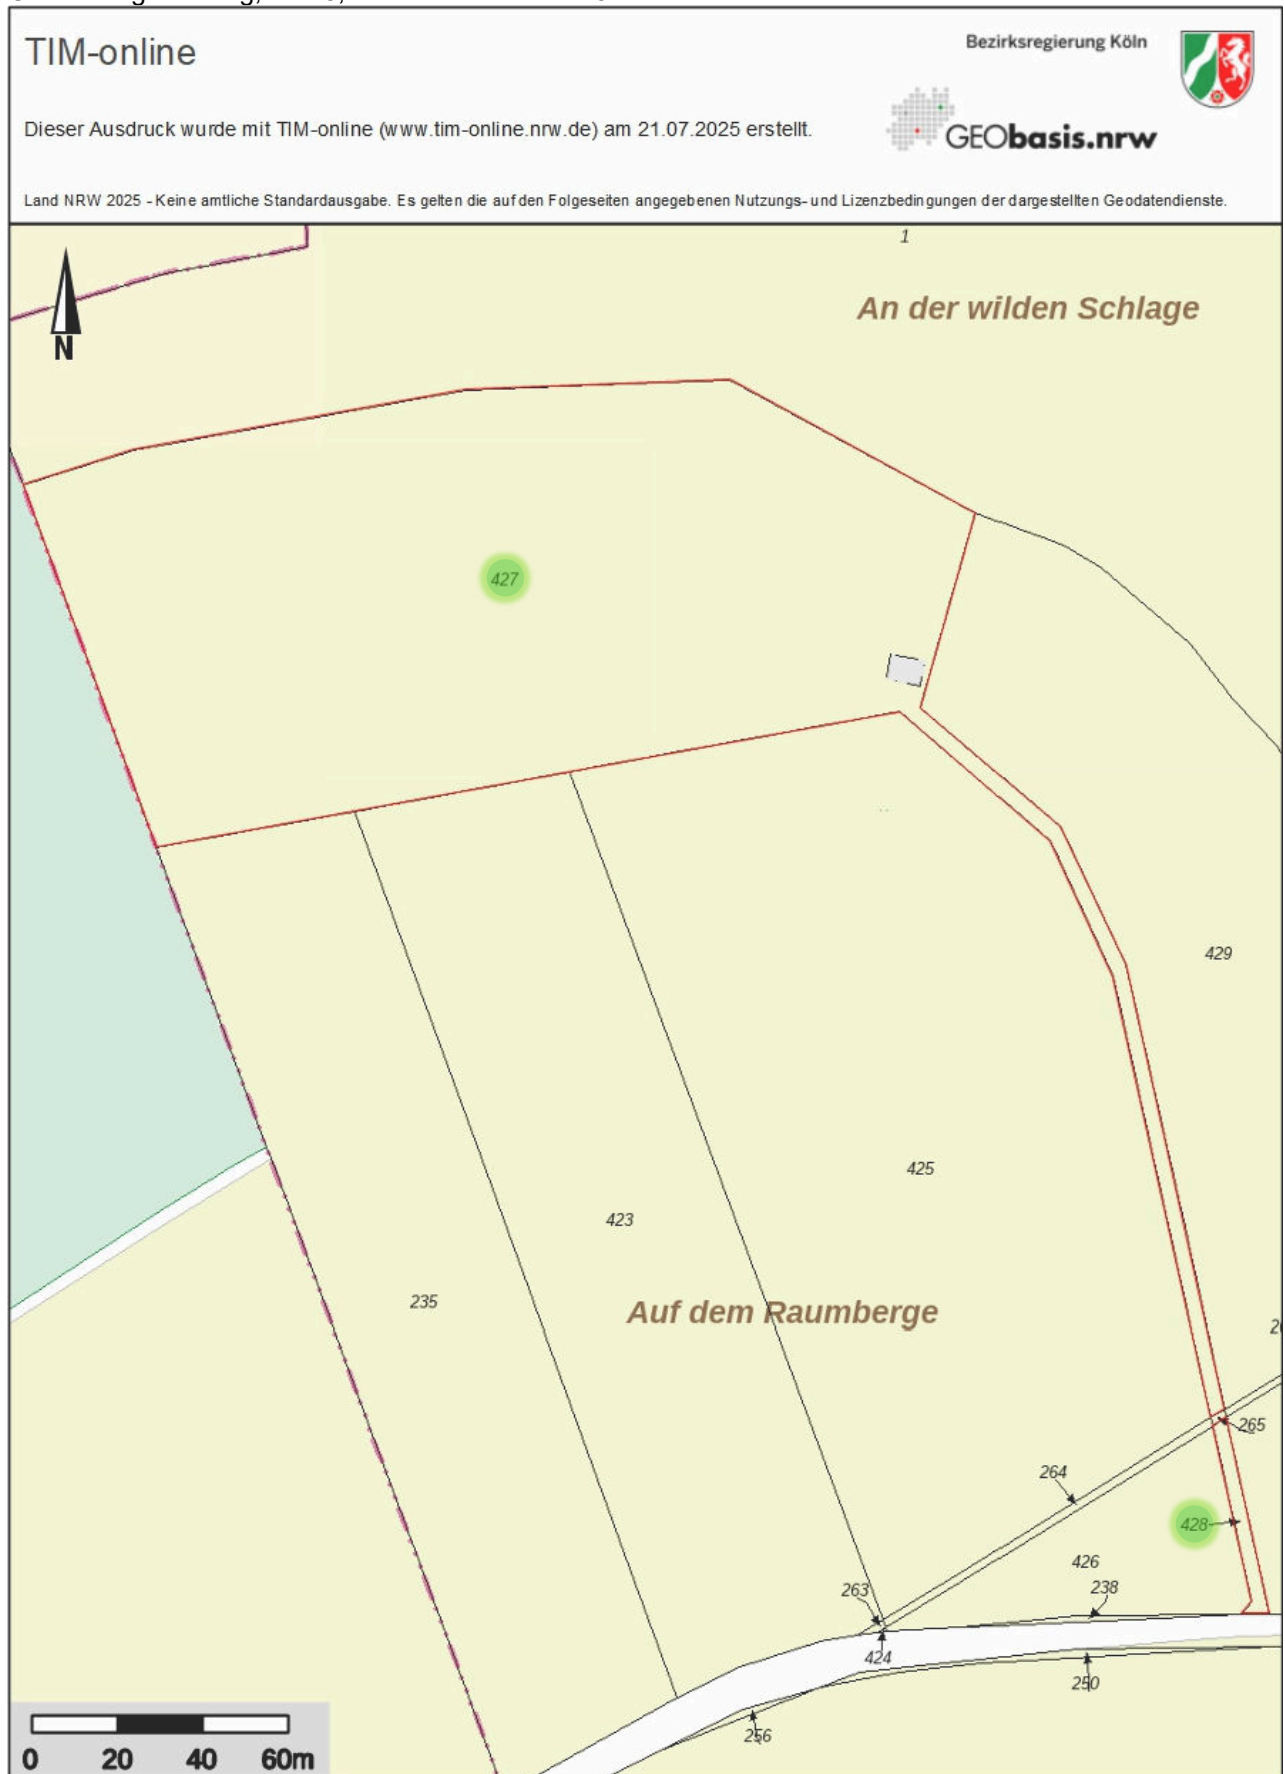 TIM-online
Bezirksregierung Köln
Dieser Ausdruck wurde mit TIM-online (www.tim-online.nrw.de) am 21.07.2025 erstellt.
GEObasis.nrw
Land NRW 2025 - Keine amtliche Standardausgabe. Es gelten die auf den Folgeseiten angegebenen Nutzungs- und Lizenzbedingungen der dargestellten Geodatendienste.
1
An der wilden Schlage
N
427
429
425
423
235
Auf dem Raumberge
265
264
428
426
263
238
424
250
256
0 20 40 60m